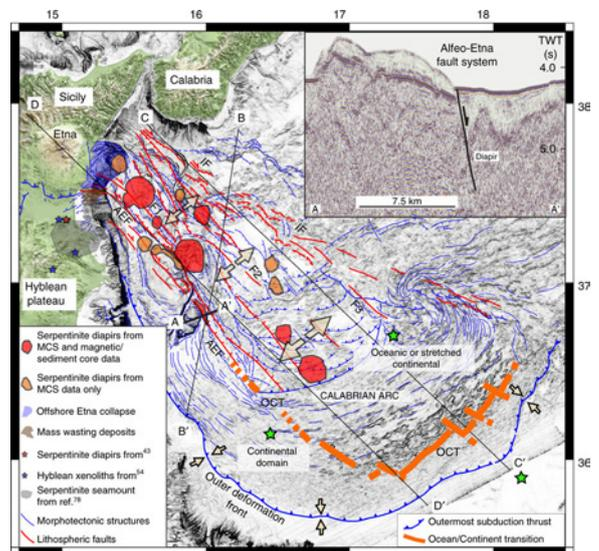 15
16
17
18
Calabria
Sicily
Etna
D
C
B
Alfeo-Etna
fault system
TWT
(s)
4.0
5.0
Diapir
7.5 km
A
A'
38
IF
AEF
IF
F2
F3
37
Hyblean
plateau
A
A'
AEF
Oceanic or stretched
continental
CALABRIAN ARC
OCT
Continental
domain
OCT
B'
C'
D'
36
Outer deformation
front
Serpentinite diapirs from
MCS and magnetic/
sediment core data
Serpentinite diapirs from
MCS data only
Offshore Etna collapse
Mass wasting deposits
Serpentinite diapirs from43
Hyblean xenoliths from54
Serpentinite seamount
from ref.78
Morphotectonic structures
Lithospheric faults
Outermost subduction thrust
Ocean/Continent transition